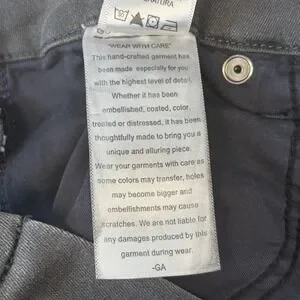 "WEAR WITH CARE"
This hand-crafted garment has
been made especially for you
with the highest level of detail.
Whether it has been
embellished, coated, color
treated or distressed, it has been
thoughtfully made to bring you a
unique and alluring piece.
Wear your garments with care as
some colors may transfer, holes
may become bigger and
embellishments may cause
scratches. We are not liable for
any damages produced by this
garment during wear.
-GA